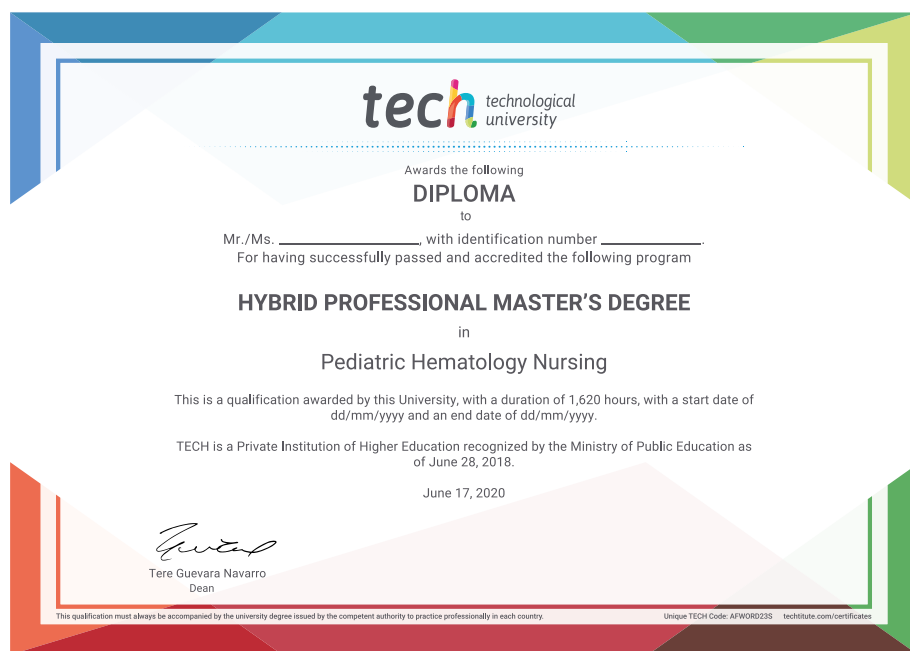 tech technological
university
Awards the following
DIPLOMA
to
Mr./Ms. ____________________, with identification number ______________.
For having successfully passed and accredited the following program
HYBRID PROFESSIONAL MASTER'S DEGREE
in
Pediatric Hematology Nursing
This is a qualification awarded by this University, with a duration of 1,620 hours, with a start date of
dd/mm/yyyy and an end date of dd/mm/yyyy.
TECH is a Private Institution of Higher Education recognized by the Ministry of Public Education as
of June 28, 2018.
June 17, 2020
Tere Guevara Navarro
Dean
This qualification must always be accompanied by the university degree issued by the competent authority to practice professionally in each country. Unique TECH Code: AFWORD23S techtitute.com/certificates